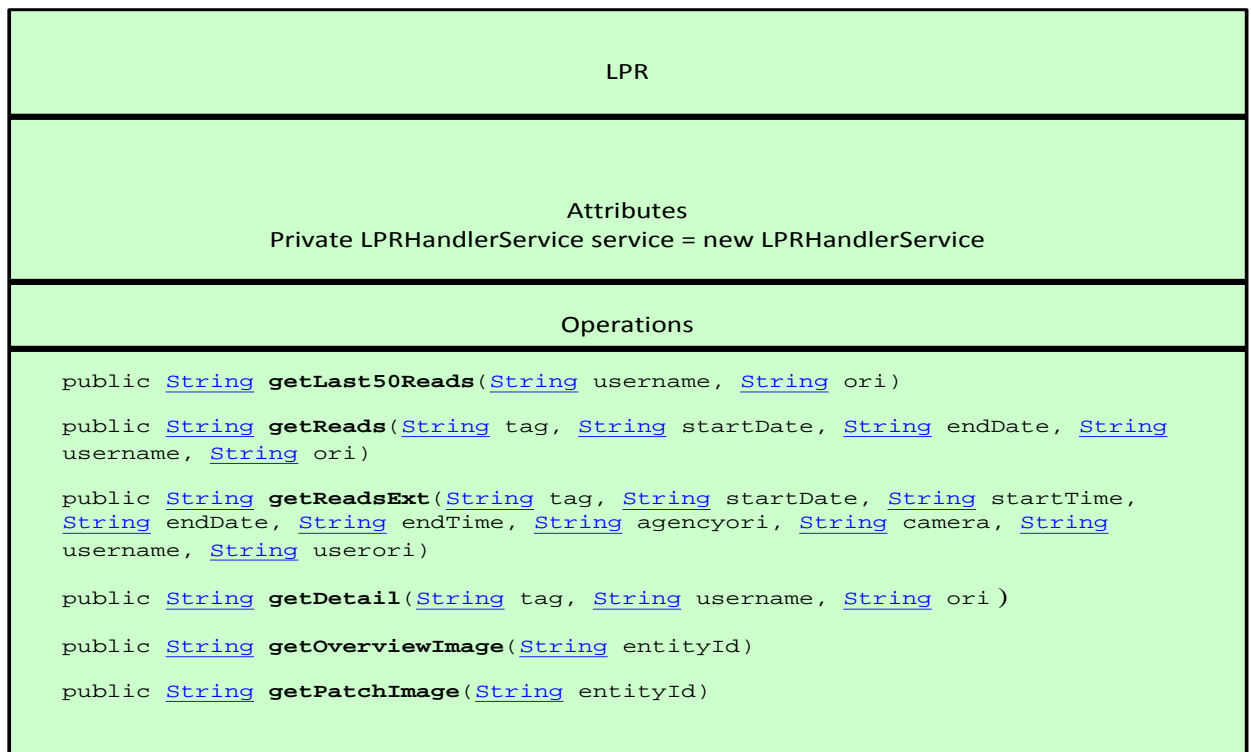 LPR
Attributes
Private LPRHandlerService service = new LPRHandlerService
Operations
public String getLast50Reads(String username, String ori)
public String getReads(String tag, String startDate, String endDate, String
username, String ori)
public String getReadsExt(String tag, String startDate, String startTime,
String endDate, String endTime, String agencyori, String camera, String
username, String userori)
public String getDetail(String tag, String username, String ori)
public String getOverviewImage(String entityId)
public String getPatchImage(String entityId)